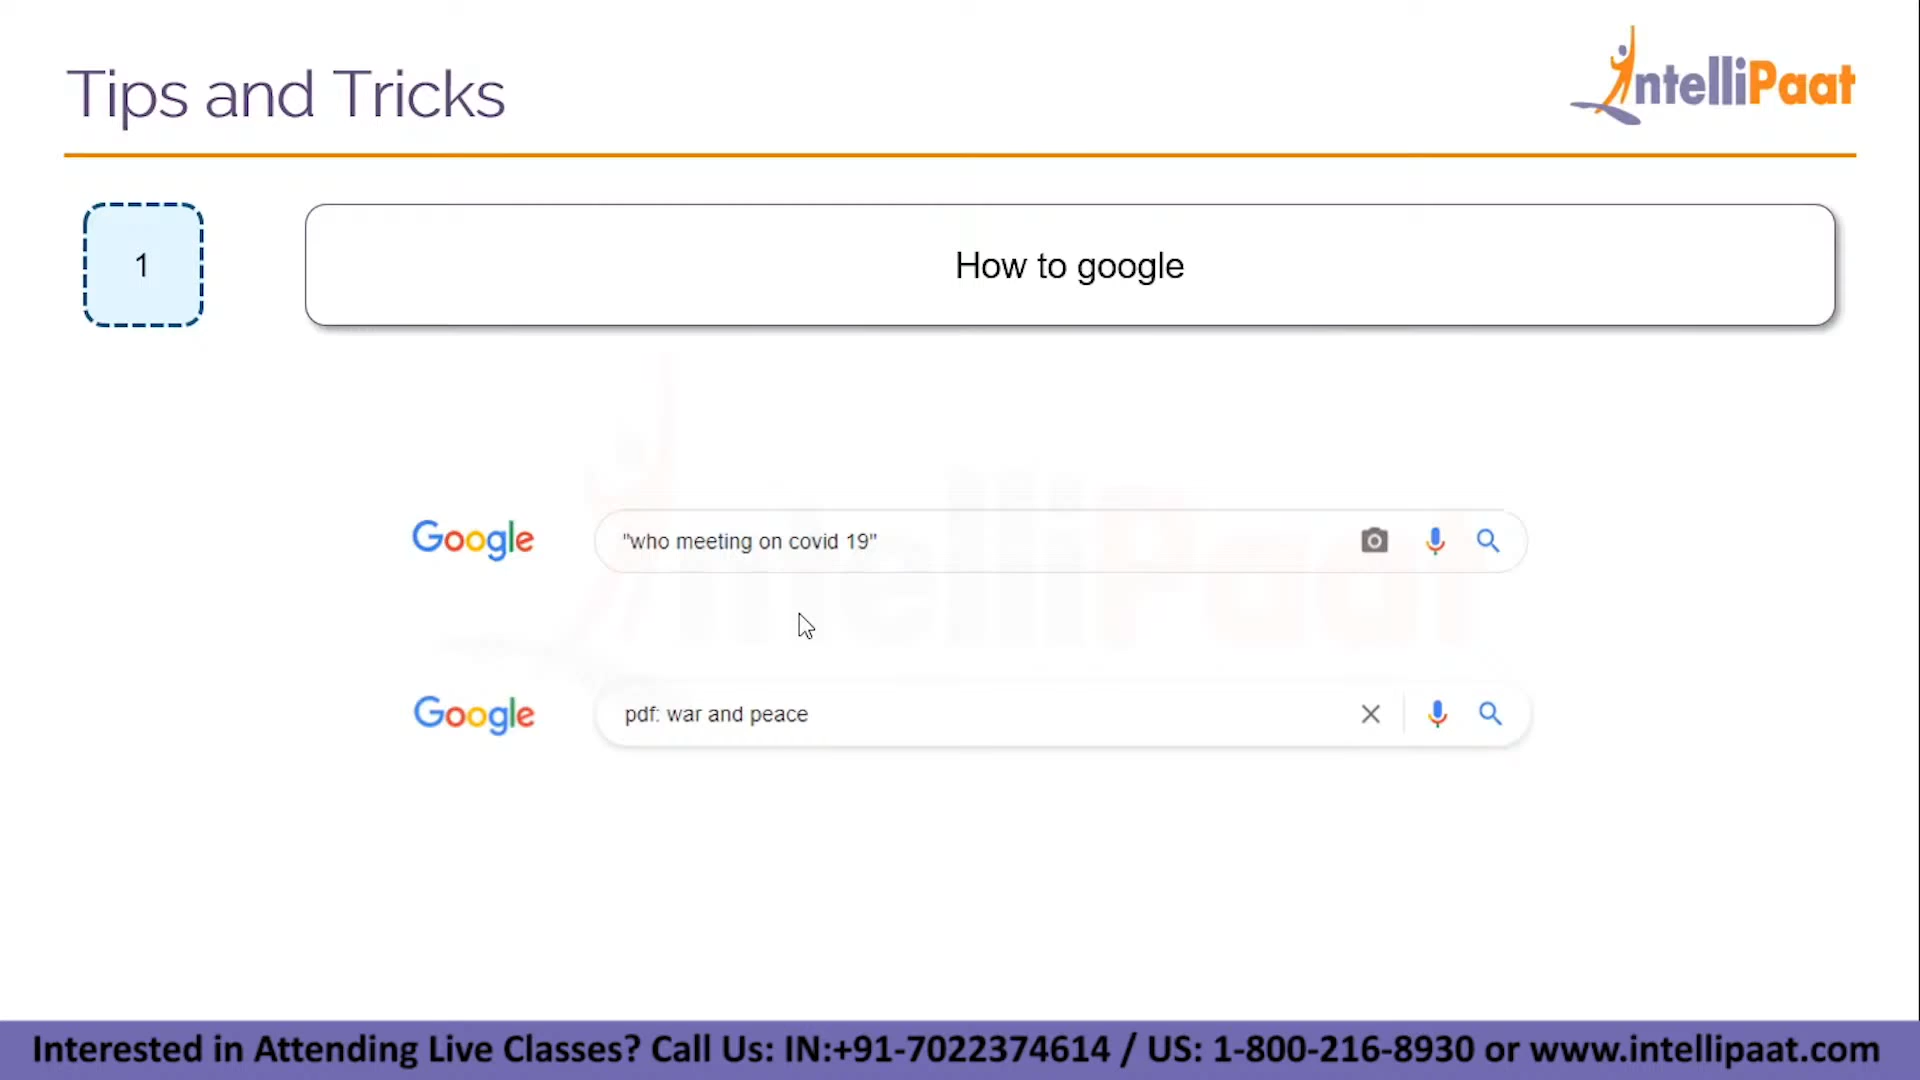 Tips and Tricks
IntelliPaat
1
How to google
Google
"who meeting on covid 19"
Google
pdf: war and peace
Interested in Attending Live Classes? Call Us: IN:+91-7022374614 / US: 1-800-216-8930 or www.intellipaat.com